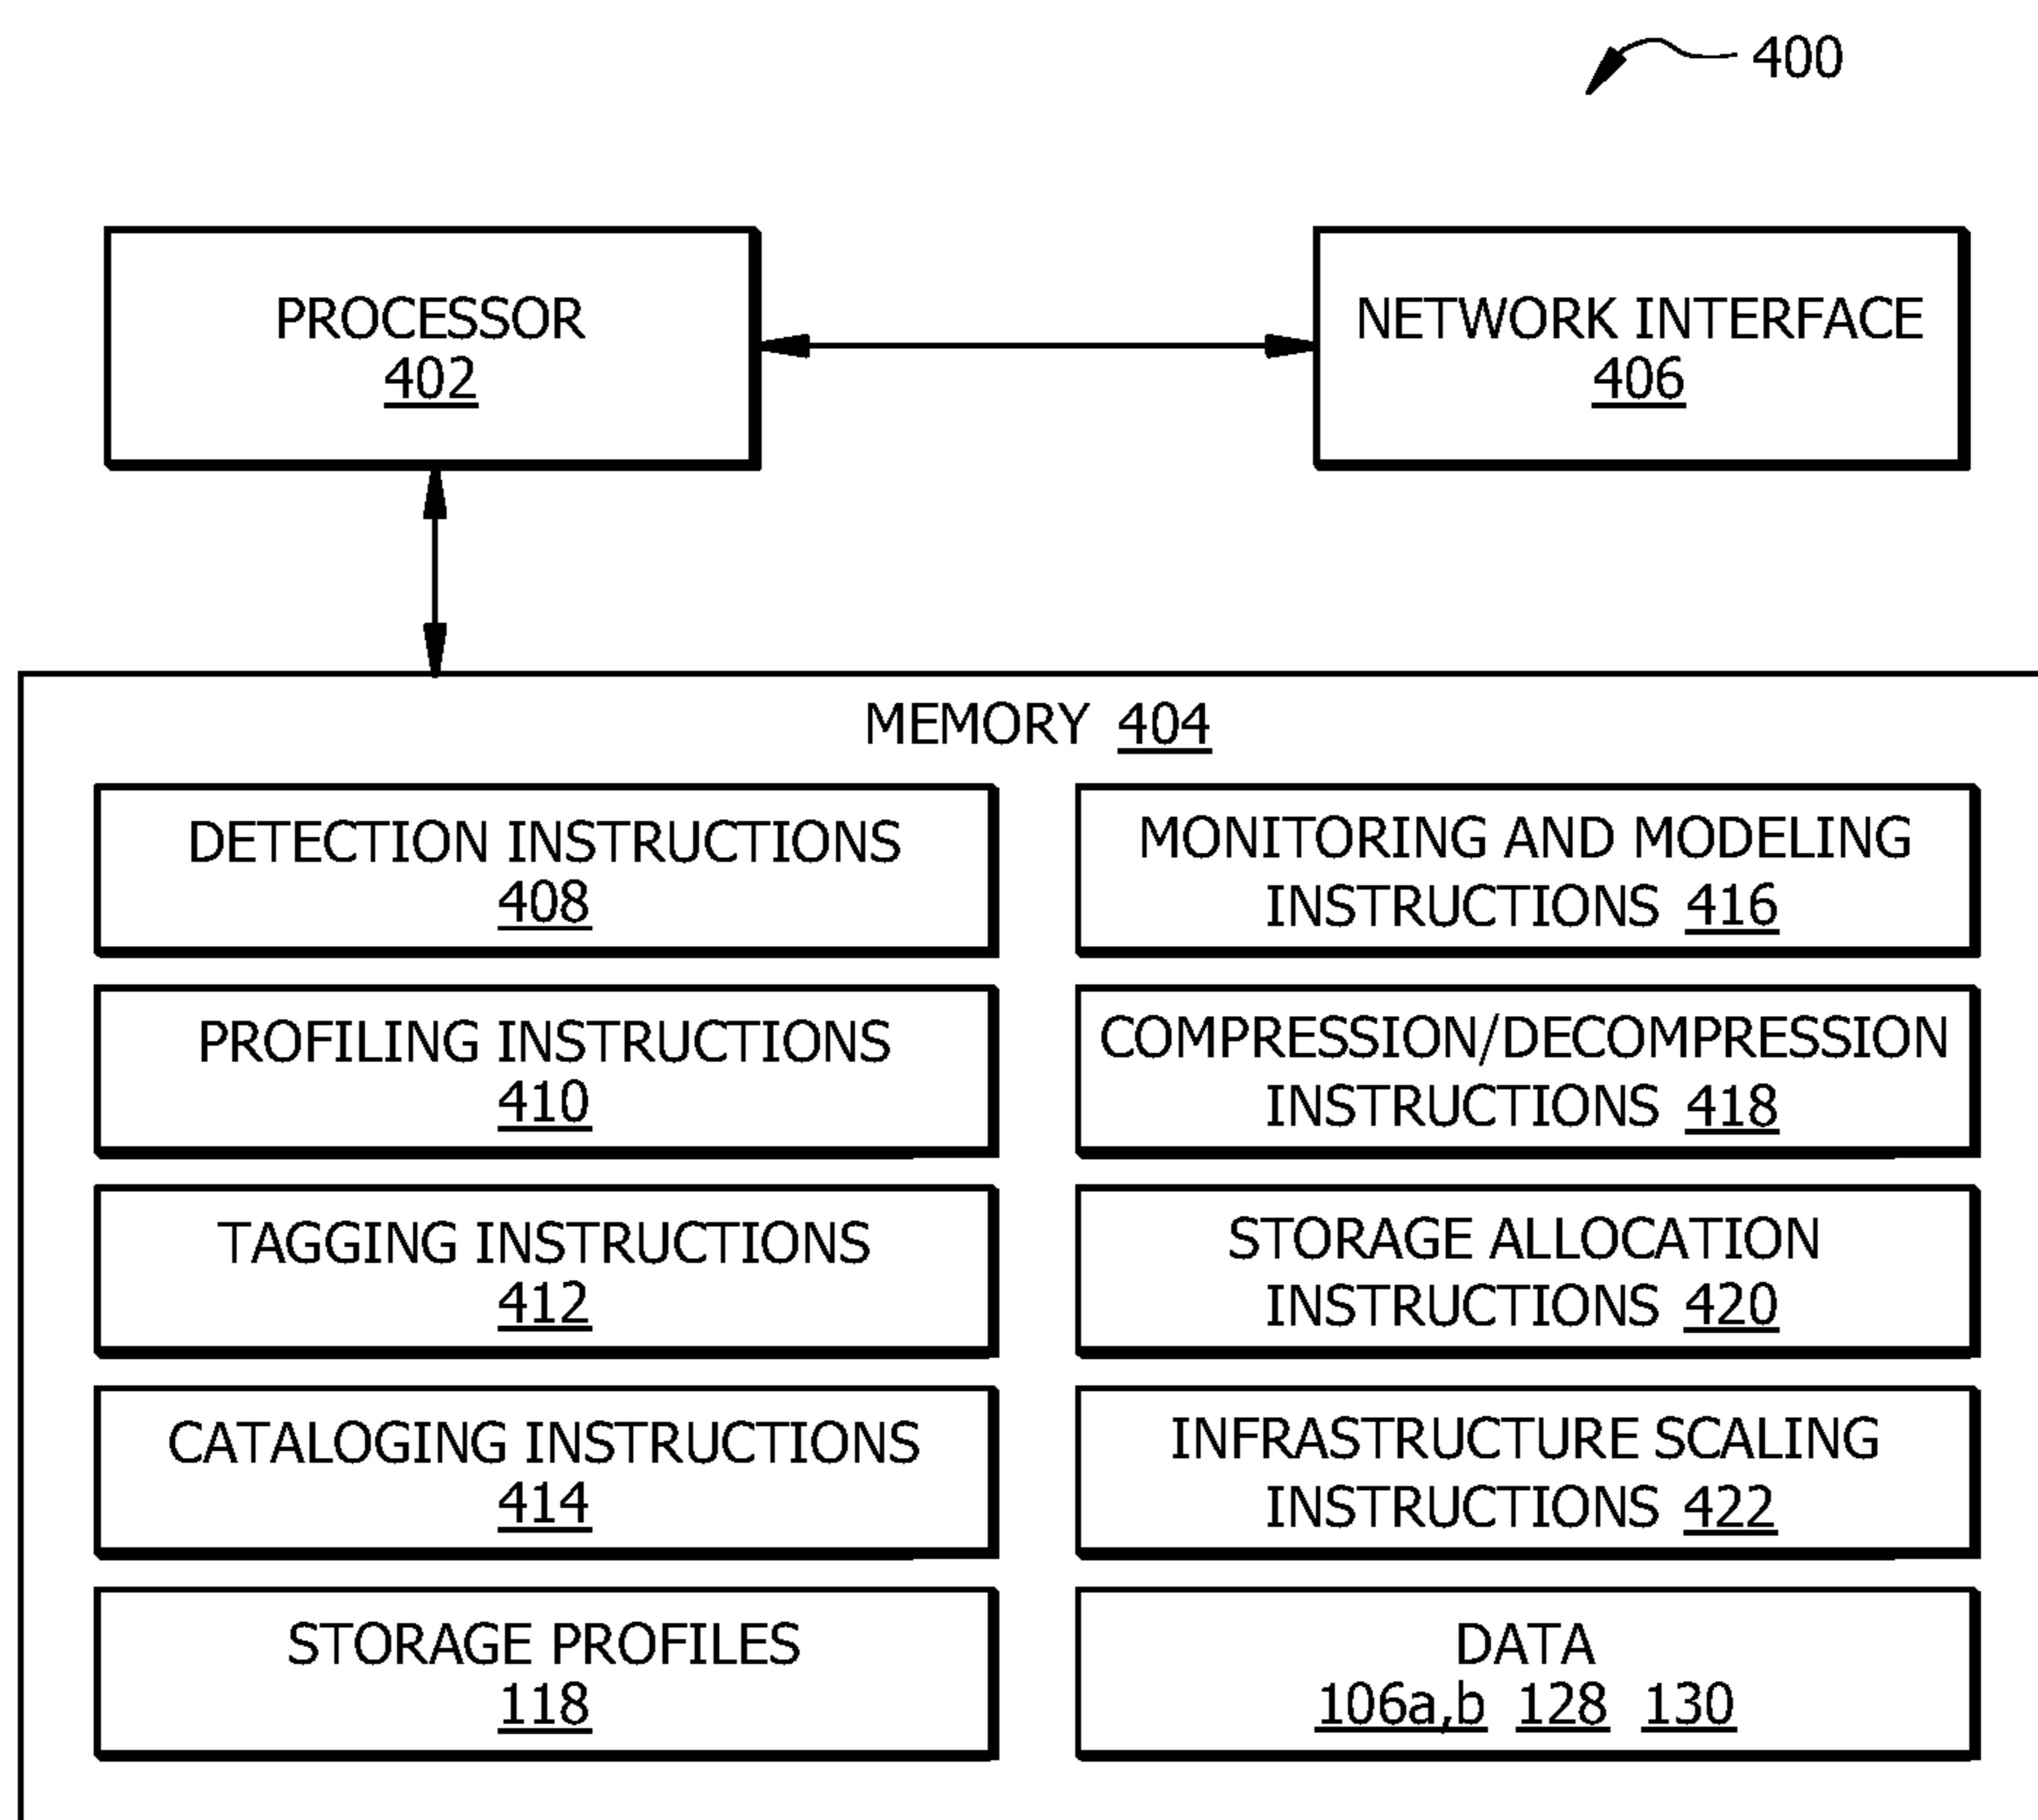 400
PROCESSOR
402
NETWORK INTERFACE
406
MEMORY 404
DETECTION INSTRUCTIONS
408
PROFILING INSTRUCTIONS
410
TAGGING INSTRUCTIONS
412
CATALOGING INSTRUCTIONS
414
STORAGE PROFILES
118
MONITORING AND MODELING
INSTRUCTIONS 416
COMPRESSION/DECOMPRESSION
INSTRUCTIONS 418
STORAGE ALLOCATION
INSTRUCTIONS 420
INFRASTRUCTURE SCALING
INSTRUCTIONS 422
DATA
106a,b 128 130